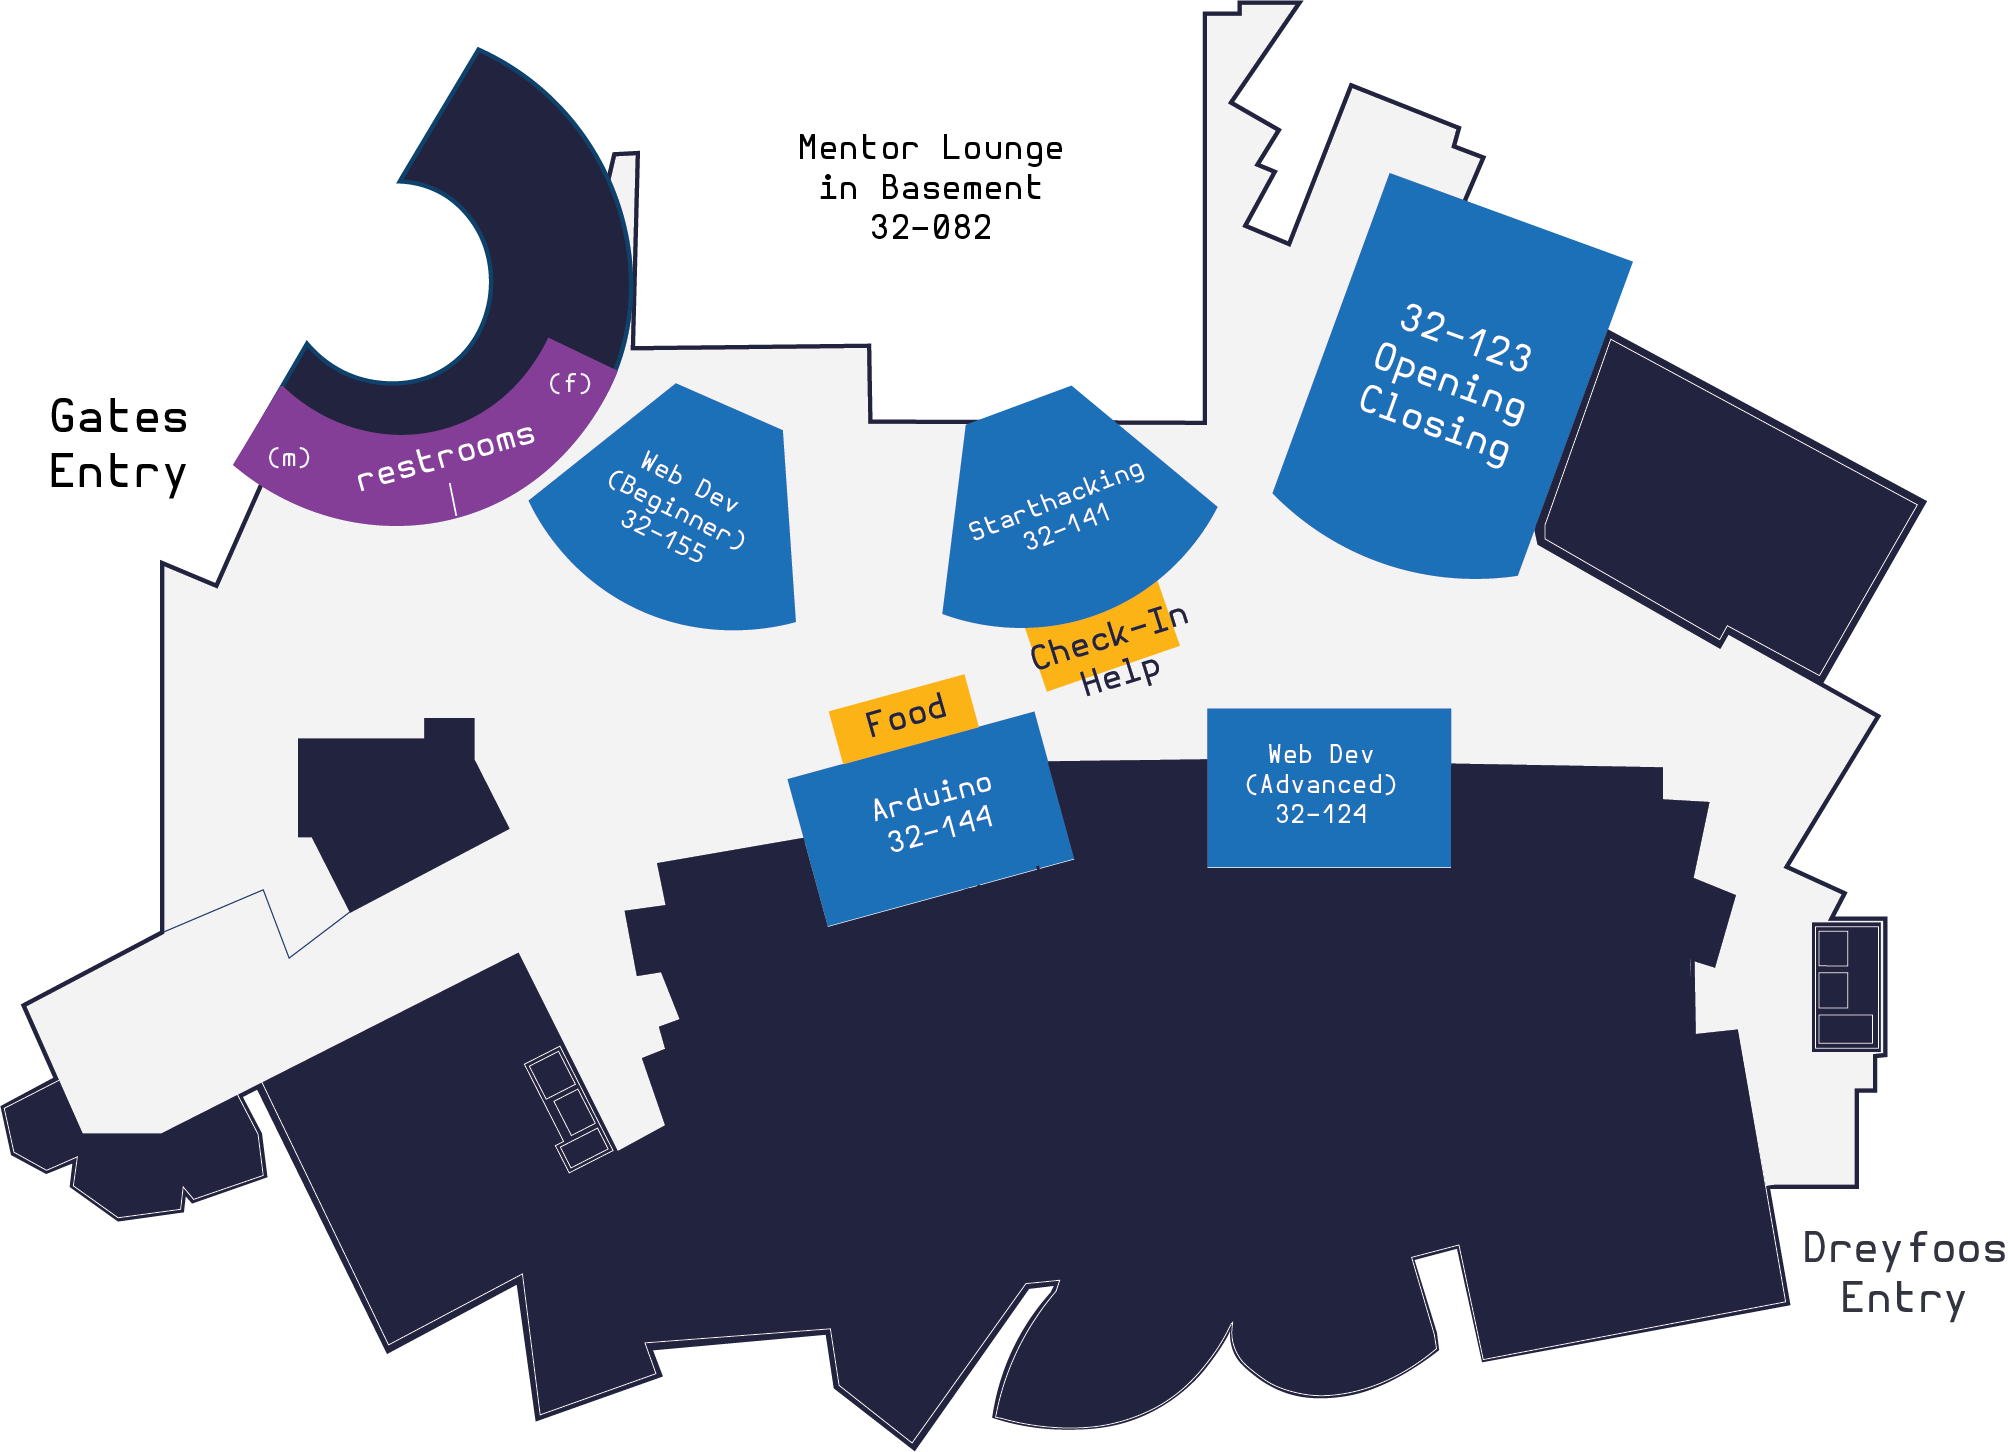 Mentor Lounge
in Basement
32-082
32-123
Opening
Closing
Gates
Entry
(m)
restrooms
(f)
Web Dev
(Beginner)
32-155
Starthacking
32-141
Check-In
Help
Food
Arduino
32-144
Web Dev
(Advanced)
32-124
Dreyfoos
Entry